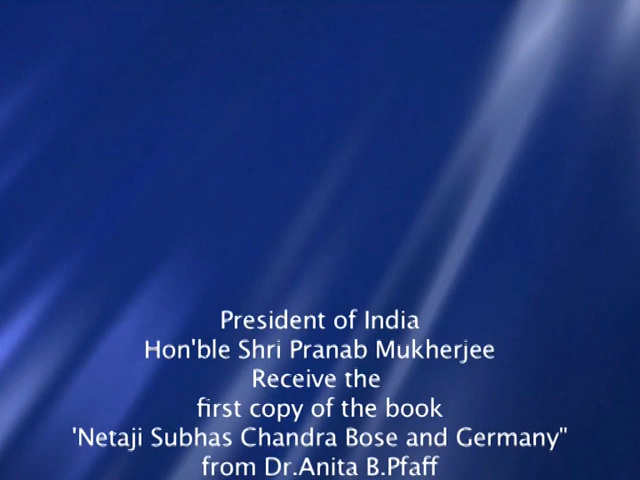 President of India
Hon'ble Shri Pranab Mukherjee
Receive the
first copy of the book
'Netaji Subhas Chandra Bose and Germany"
from Dr.Anita B.Pfaff